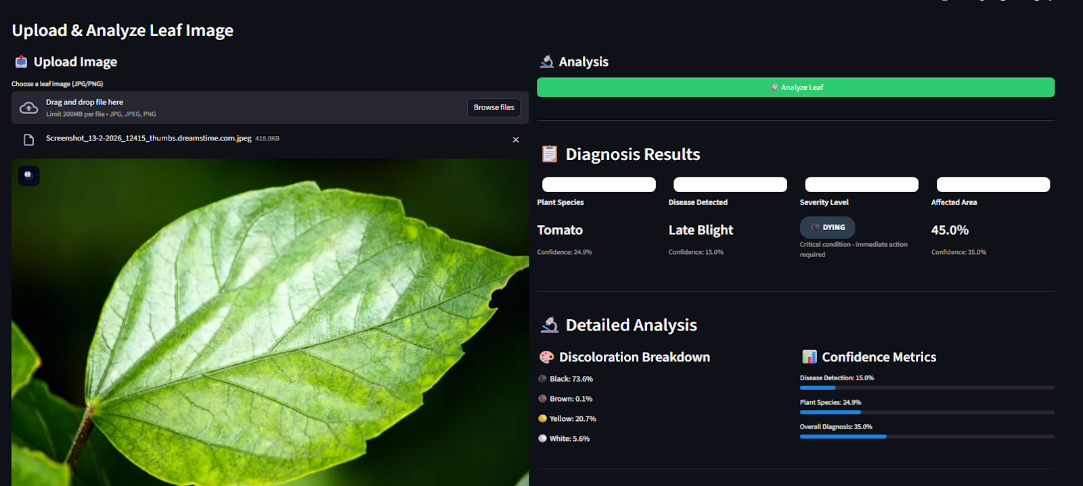 Upload & Analyze Leaf Image
Upload Image
Choose a leaf image (JPG/PNG)
Drag and drop file here
Limit 200MB per file • JPG, JPEG, PNG
Browse files
Screenshot_13-2-2026_12415_thumbs.dreamstime.com.jpeg 418.0KB
Analysis
Analyze Leaf
Diagnosis Results
Plant Species
Tomato
Confidence: 24.9%
Disease Detected
Late Blight
Confidence: 15.0%
Severity Level
DYING
Critical condition - immediate action
required
Affected Area
45.0%
Confidence: 35.0%
Detailed Analysis
Discoloration Breakdown
Black: 73.6%
Brown: 0.1%
Yellow: 20.7%
White: 5.6%
Confidence Metrics
Disease Detection: 15.0%
Plant Species: 24.9%
Overall Diagnosis: 35.0%